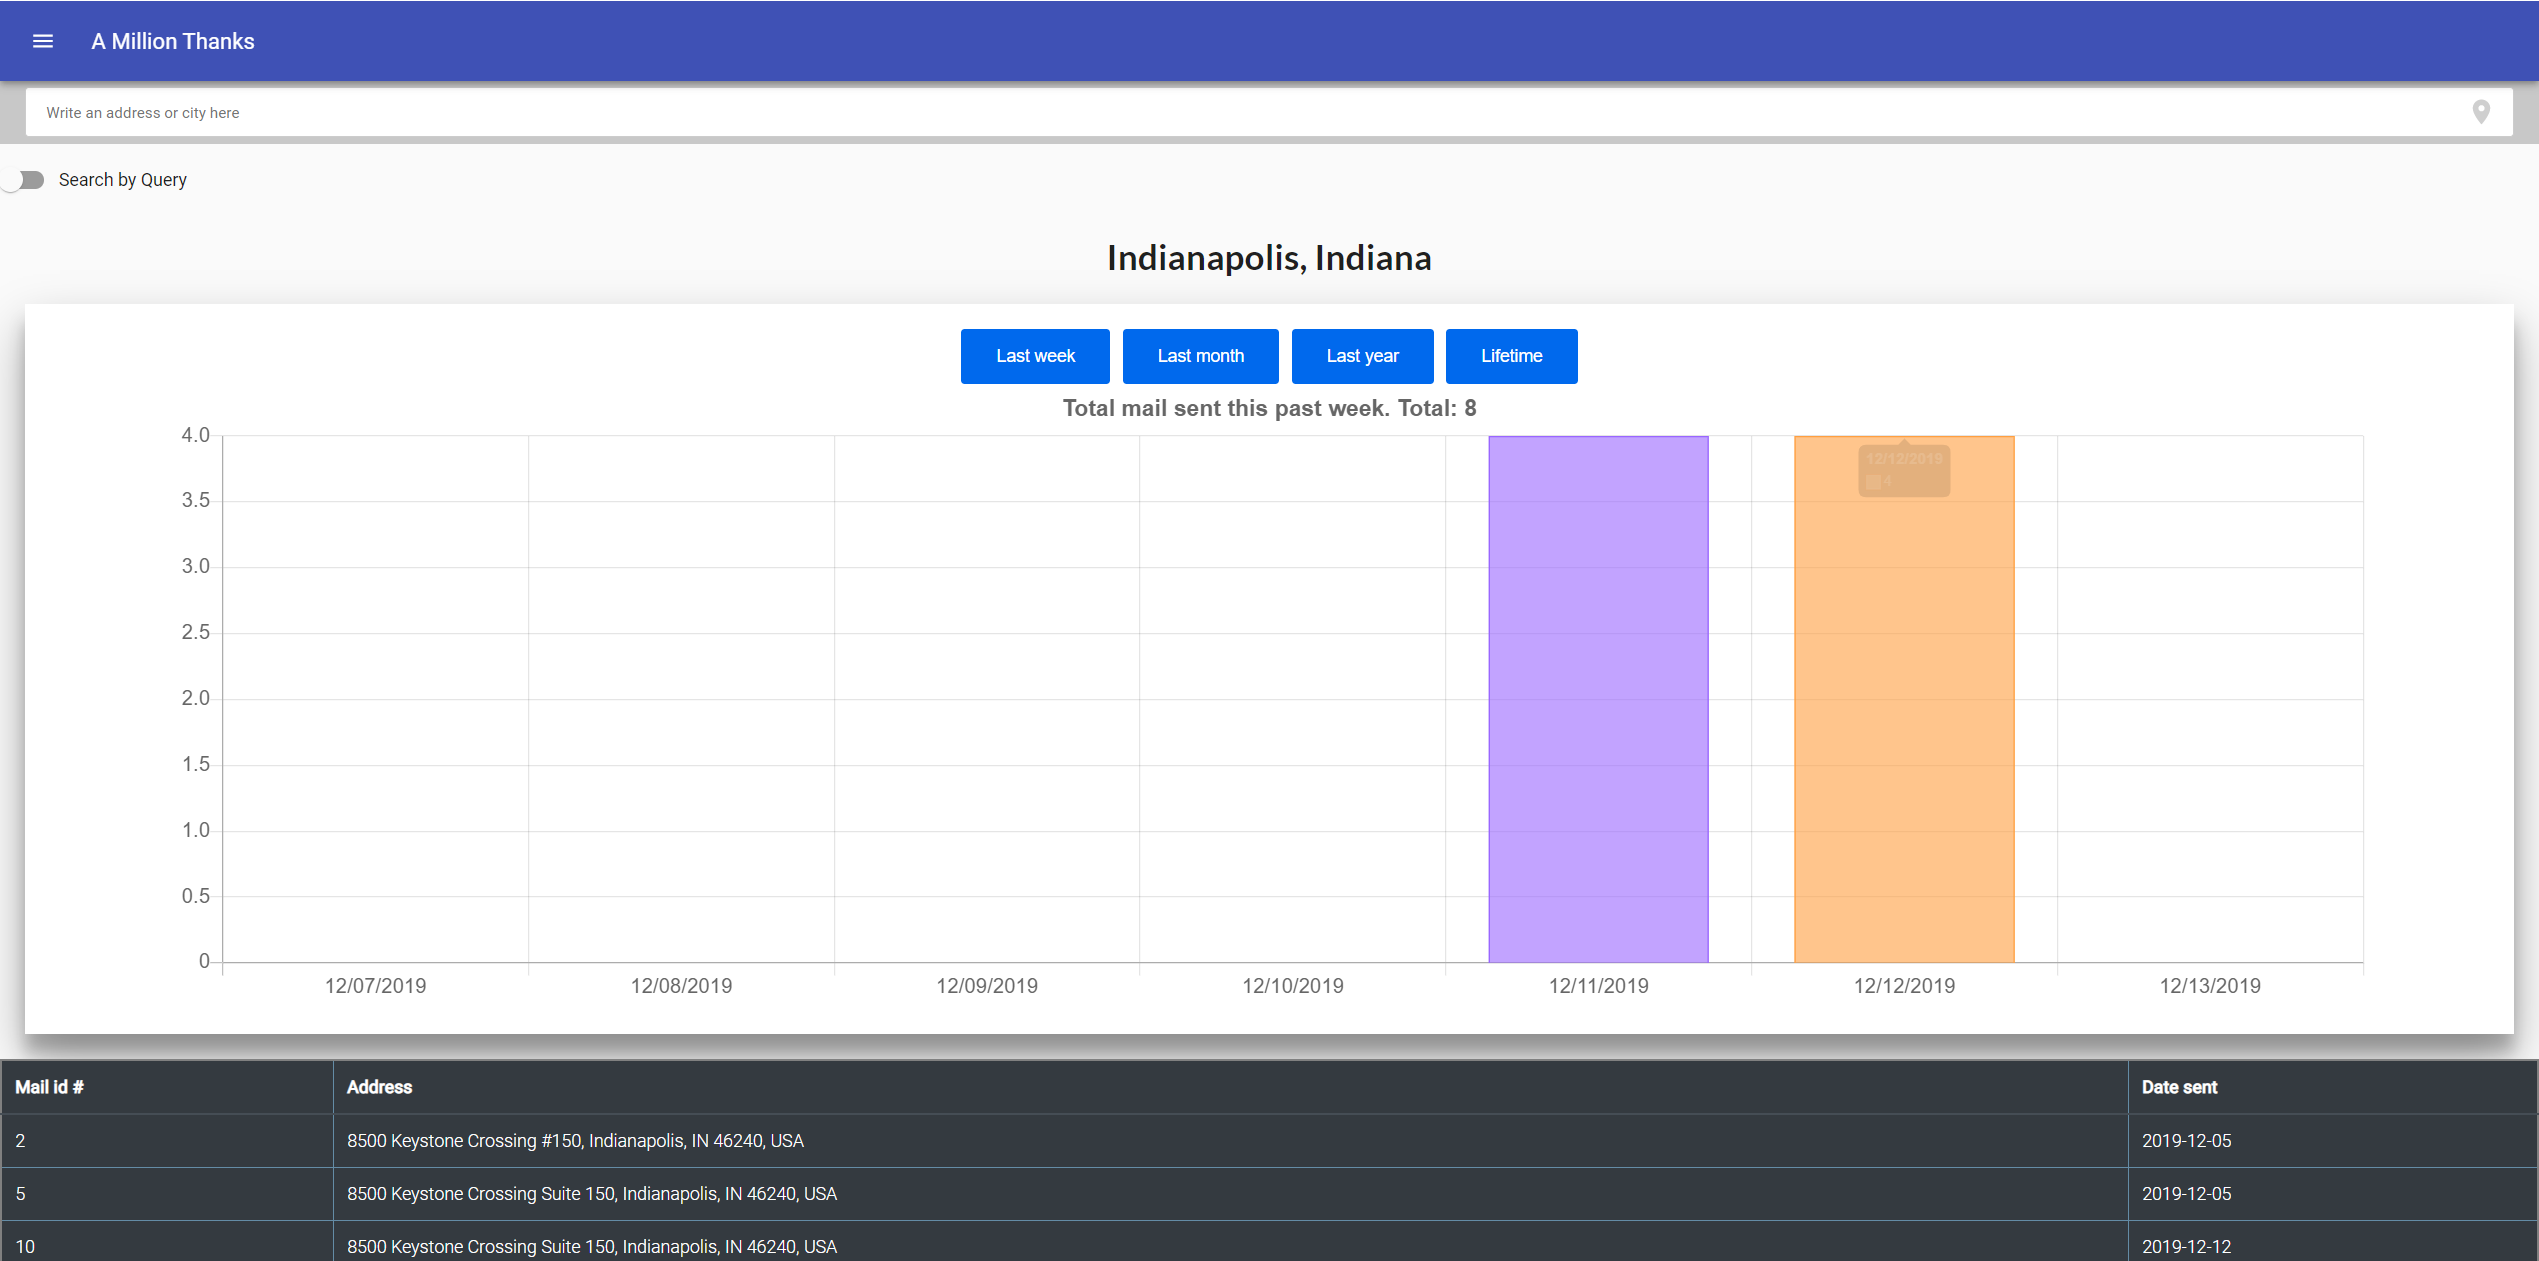 A Million Thanks
Write an address or city here
Search by Query
Indianapolis, Indiana
Last week Last month Last year Lifetime
Total mail sent this past week. Total: 8
4.0
12/12/2019
4
3.5
3.0
2.5
2.0
1.5
1.0
0.5
0
12/07/2019 12/08/2019 12/09/2019 12/10/2019 12/11/2019 12/12/2019 12/13/2019
Mail id # Address Date sent
2 8500 Keystone Crossing #150, Indianapolis, IN 46240, USA 2019-12-05
5 8500 Keystone Crossing Suite 150, Indianapolis, IN 46240, USA 2019-12-05
10 8500 Keystone Crossing Suite 150, Indianapolis, IN 46240, USA 2019-12-12